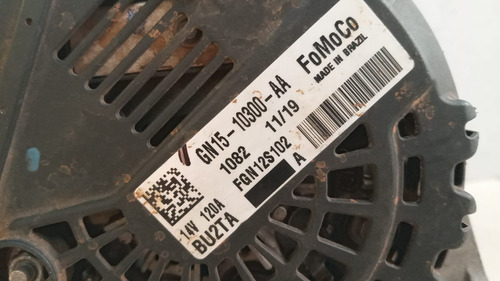 FoMoCo
MADE IN BRAZIL
GN15-10300-AA
1082 11/19
FGN12S102
A
14V 120A
BU2TA